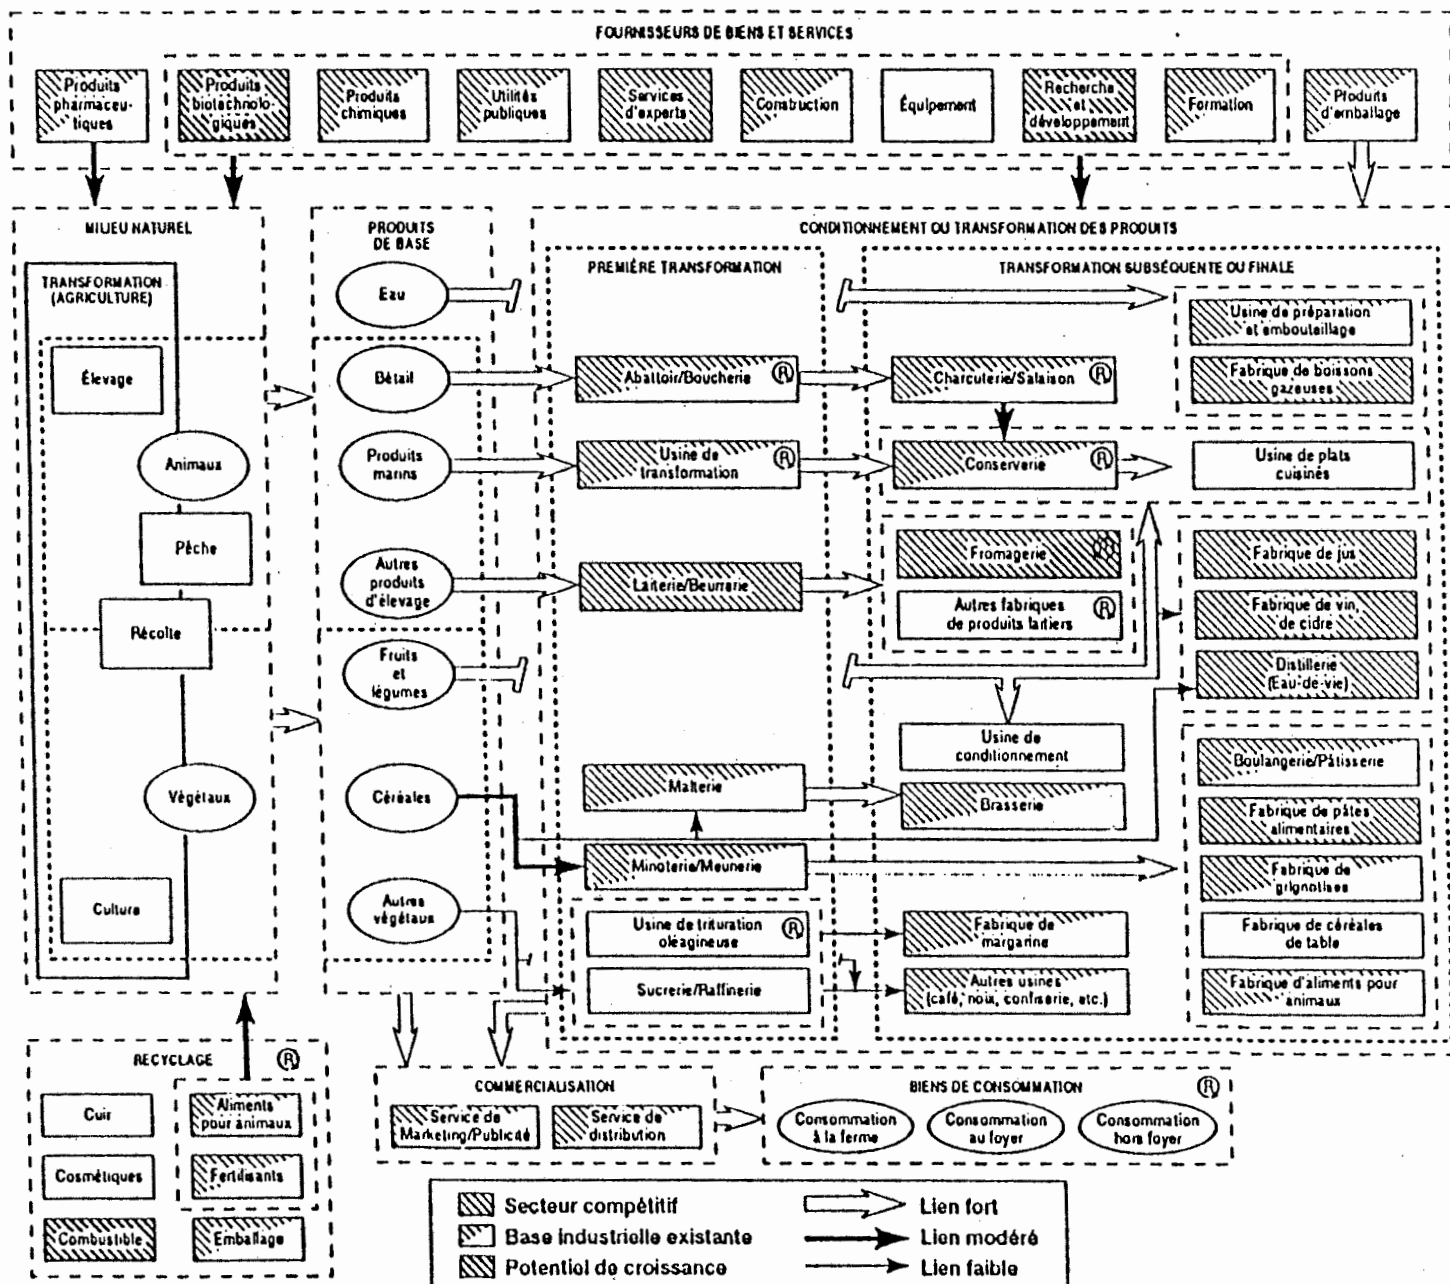 FOURNISSEURS DE BIENS ET SERVICES
Produits
pharmaceu-
tiques
Produits
biotechnolo-
giques
Produits
chimiques
Utilités
publiques
Services
d'experts
Construction
Équipement
Recherche
et
développement
Formation
Produits
d'emballage
MILIEU NATUREL
TRANSFORMATION
(AGRICULTURE)
Élevage
Animaux
Pêche
Récolte
Végétaux
Culture
PRODUITS
DE BASE
Eau
Bétail
Produits
marins
Autres
produits
d'élevage
Fruits
et
légumes
Céréales
Autres
végétaux
CONDITIONNEMENT OU TRANSFORMATION DES PRODUITS
PREMIÈRE TRANSFORMATION
Abattoir/Boucherie R
Usine de
transformation R
Laiterie/Beurrerie
Malterie
Minoterie/Meunerie
Usine de trituration
oléagineuse R
Sucrerie/Raffinerie
TRANSFORMATION SUBSÉQUENTE OU FINALE
Charcuterie/Salaison R
Conserverie R
Fromagerie
Autres fabriques
de produits laitiers R
Usine de
conditionnement
Brasserie
Fabrique de
margarine
Autres usines
(café, noix, confiserie, etc.)
Usine de préparation
et embouteillage
Fabrique de boissons
gazeuses
Usine de plats
cuisinés
Fabrique de jus
Fabrique de vin,
de cidre
Distillerie
(Eau-de-vie)
Boulangerie/Pâtisserie
Fabrique de pâtes
alimentaires
Fabrique de
grignotises
Fabrique de céréales
de table
Fabrique d'aliments pour
animaux
RECYCLAGE R
Cuir
Aliments
pour animaux
Cosmétiques
Fertilisants
Combustible
Emballage
COMMERCIALISATION
Service de
Marketing/Publicité
Service de
distribution
BIENS DE CONSOMMATION R
Consommation
à la ferme
Consommation
au foyer
Consommation
hors foyer
Secteur compétitif
Base industrielle existante
Potentiel de croissance
Lien fort
Lien modéré
Lien faible